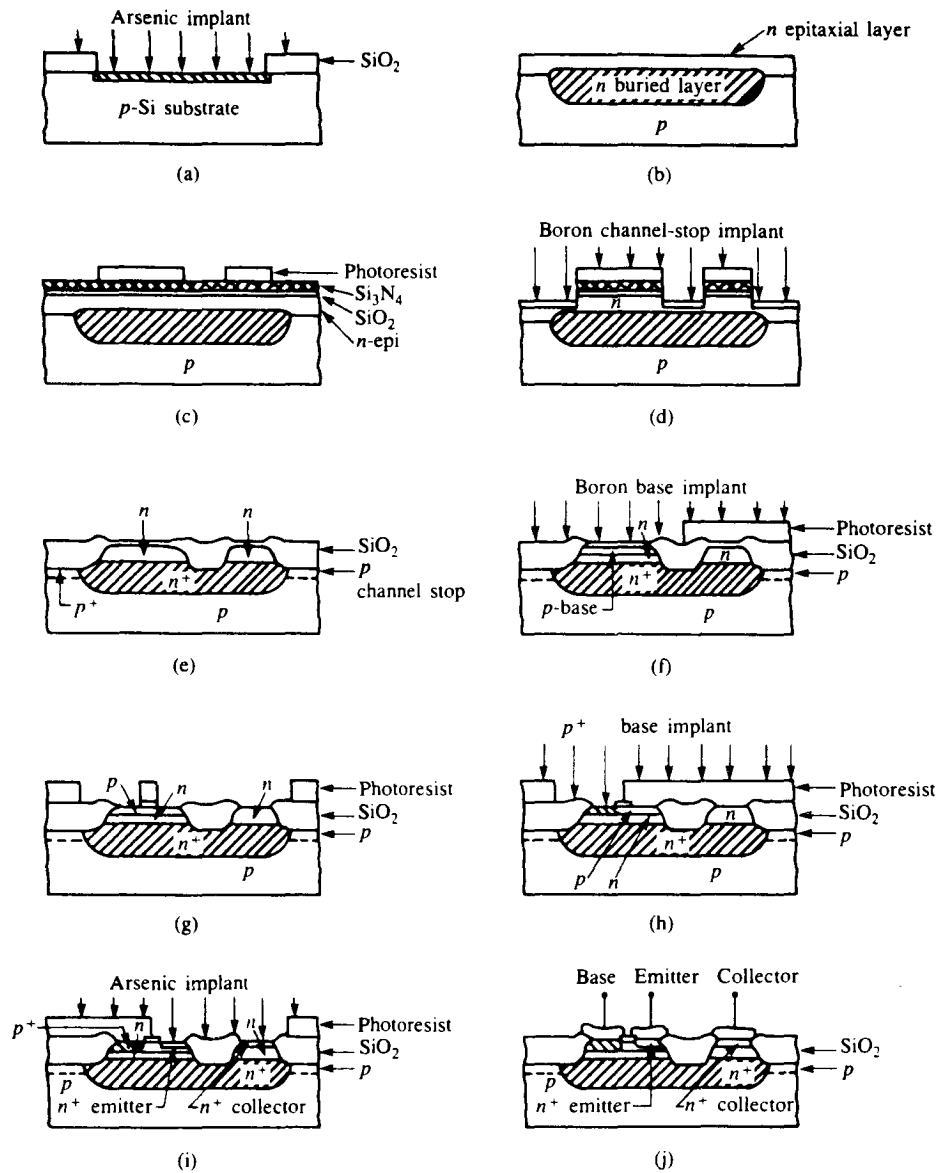 Arsenic implant
SiO2
p-Si substrate
(a)
n epitaxial layer
n buried layer
p
(b)
Photoresist
Si3N4
SiO2
n-epi
p
(c)
Boron channel-stop implant
n
p
(d)
n
n
SiO2
p
channel stop
n+
p+
p
(e)
Boron base implant
Photoresist
n
SiO2
n
p
n+
p-base
p
(f)
Photoresist
p
n
n
SiO2
p
n+
p
(g)
p+ base implant
Photoresist
SiO2
n
p
n+
p
n
p
(h)
Arsenic implant
Photoresist
n
n
p+
SiO2
p
p
n+
n+ emitter
n+ collector
(i)
Base
Emitter
Collector
SiO2
p
p
n+
n+ emitter
n+ collector
(j)